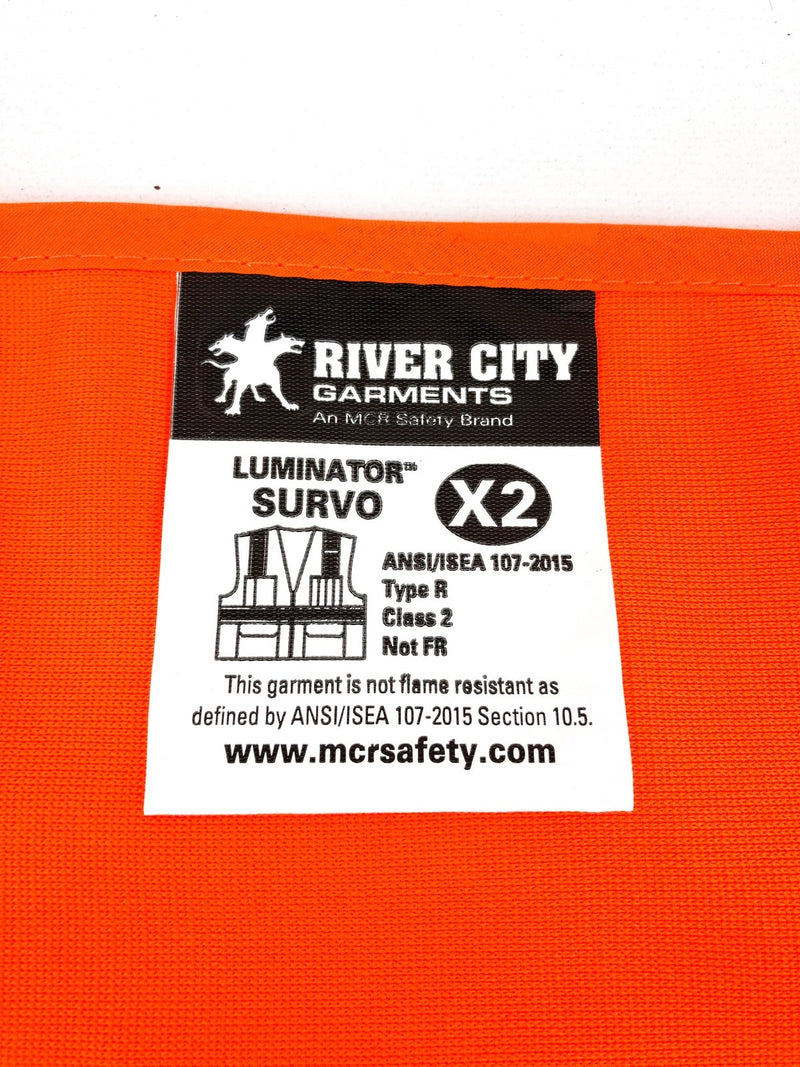 RIVER CITY
GARMENTS
An MCR Safety Brand
LUMINATOR™
SURVO
X2
ANSI/ISEA 107-2015
Type R
Class 2
Not FR
This garment is not flame resistant as
defined by ANSI/ISEA 107-2015 Section 10.5.
www.mcrsafety.com